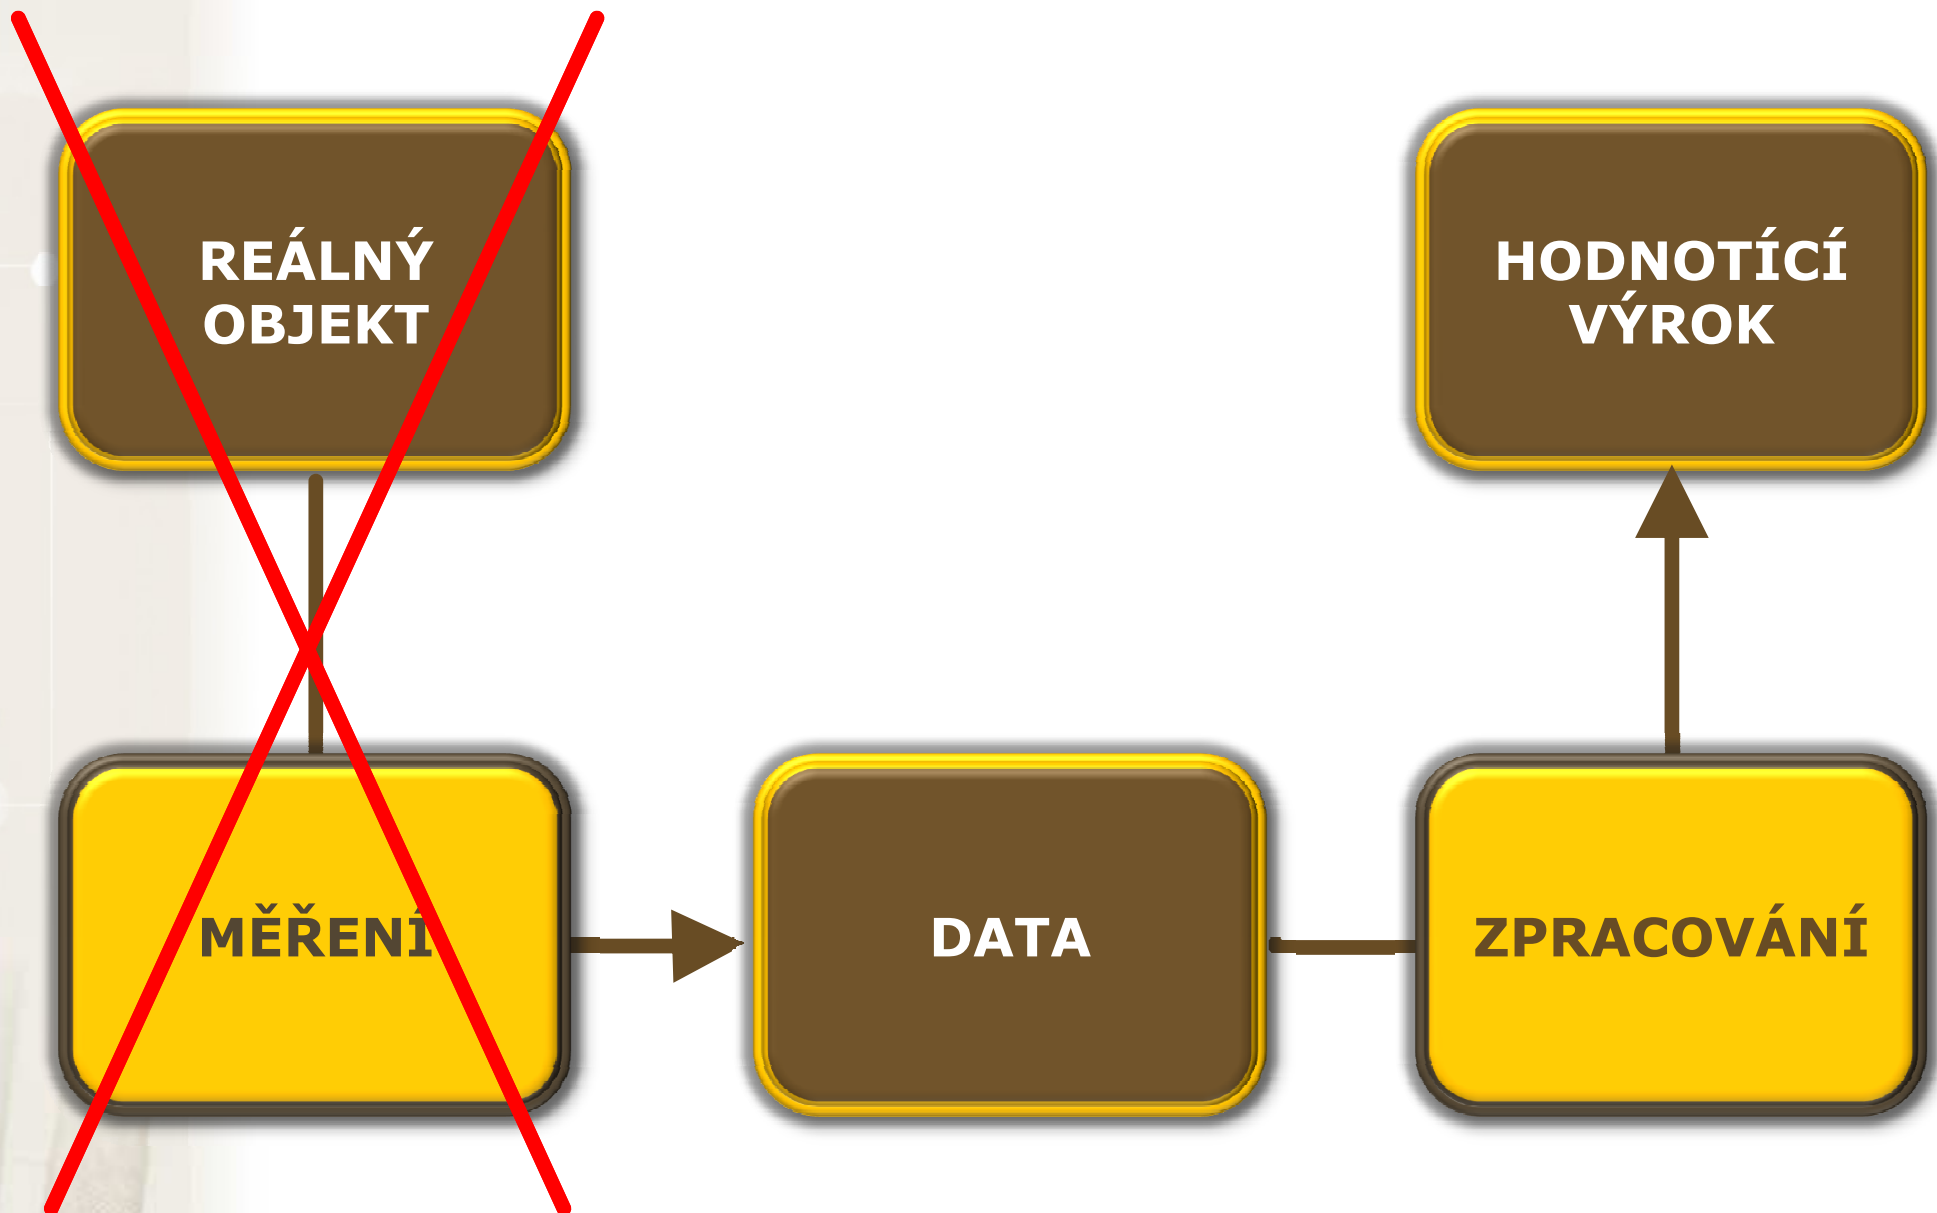 REÁLNÝ
OBJEKT
HODNOTÍCÍ
VÝROK
MĚŘENÍ
DATA
ZPRACOVÁNÍ